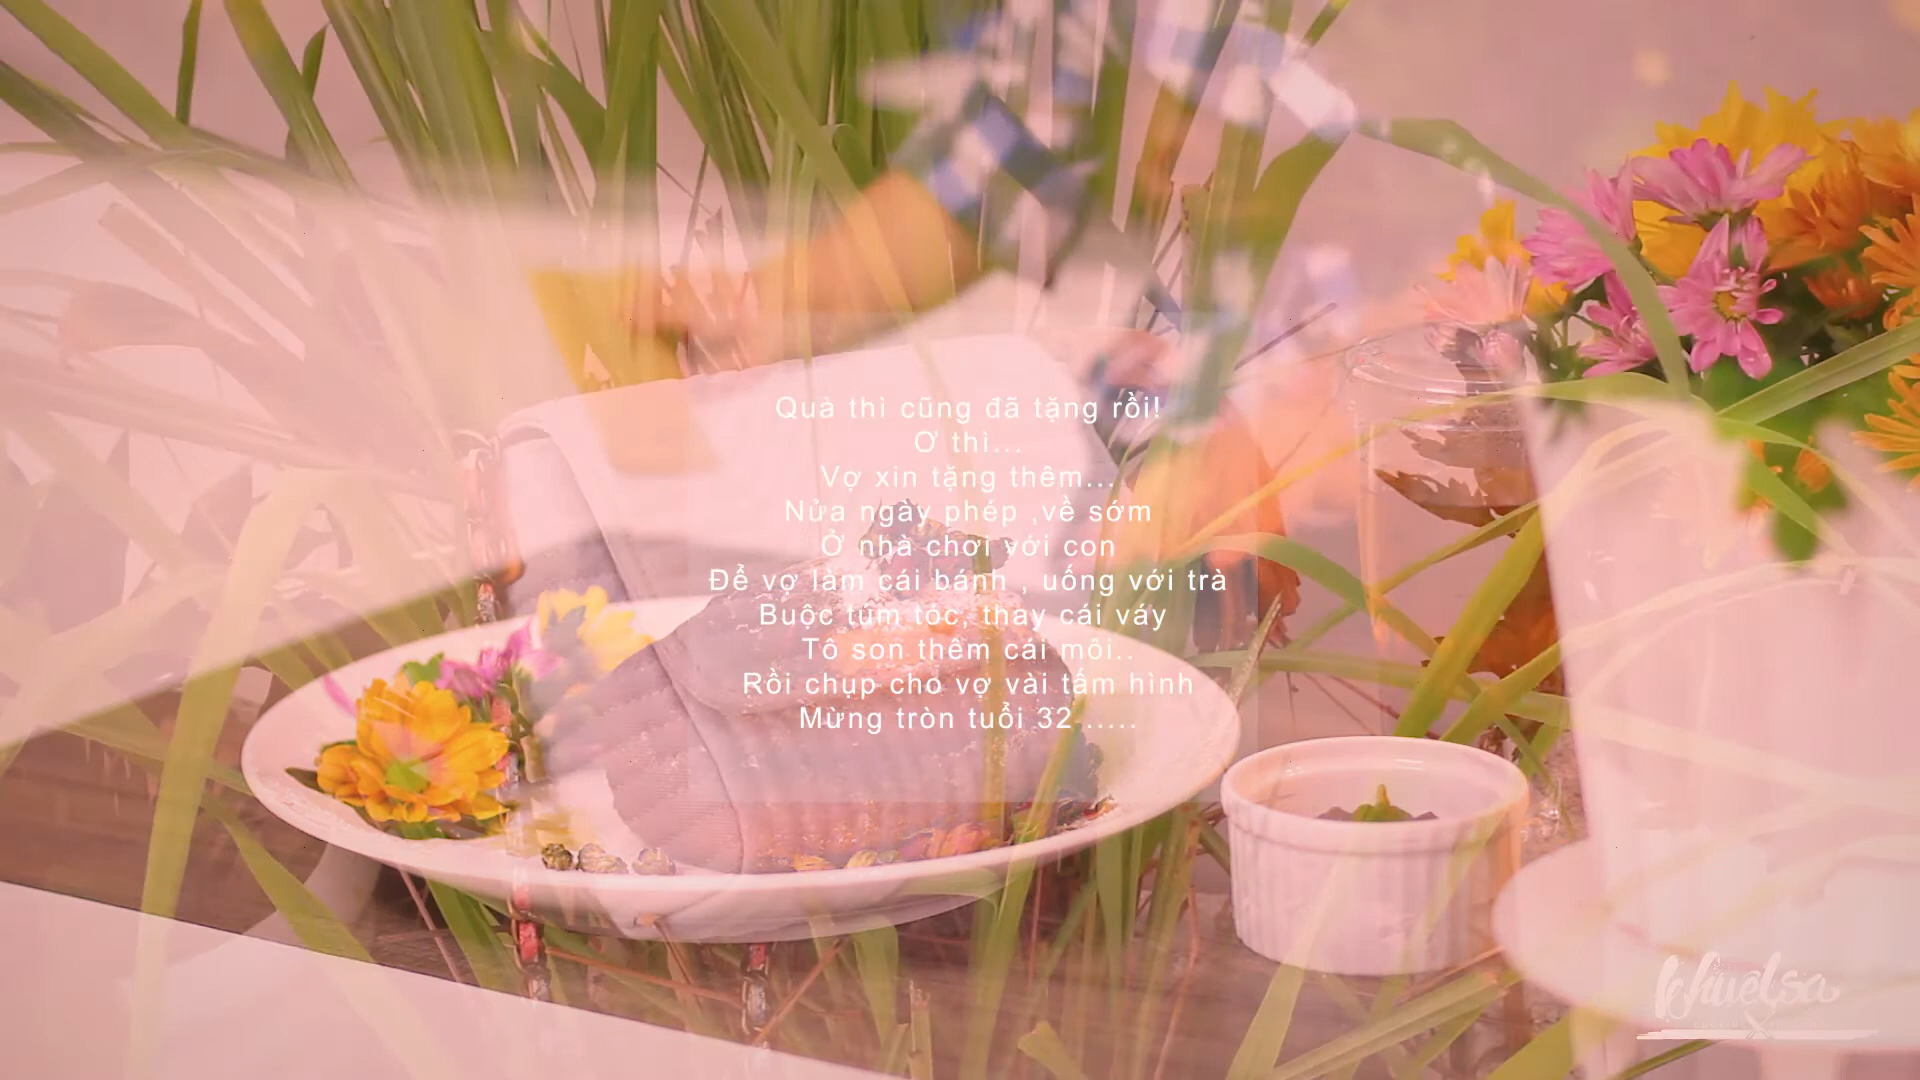 Quà thì cũng đã tặng rồi!
Ơ thì...
Vợ xin tặng thêm...
Nửa ngày phép ,về sớm
Ở nhà chơi với con
Để vợ làm cái bánh , uống với trà
Buộc túm tóc, thay cái váy
Tô son thêm cái môi..
Rồi chụp cho vợ vài tấm hình
Mừng tròn tuổi 32 .....
khuelsa